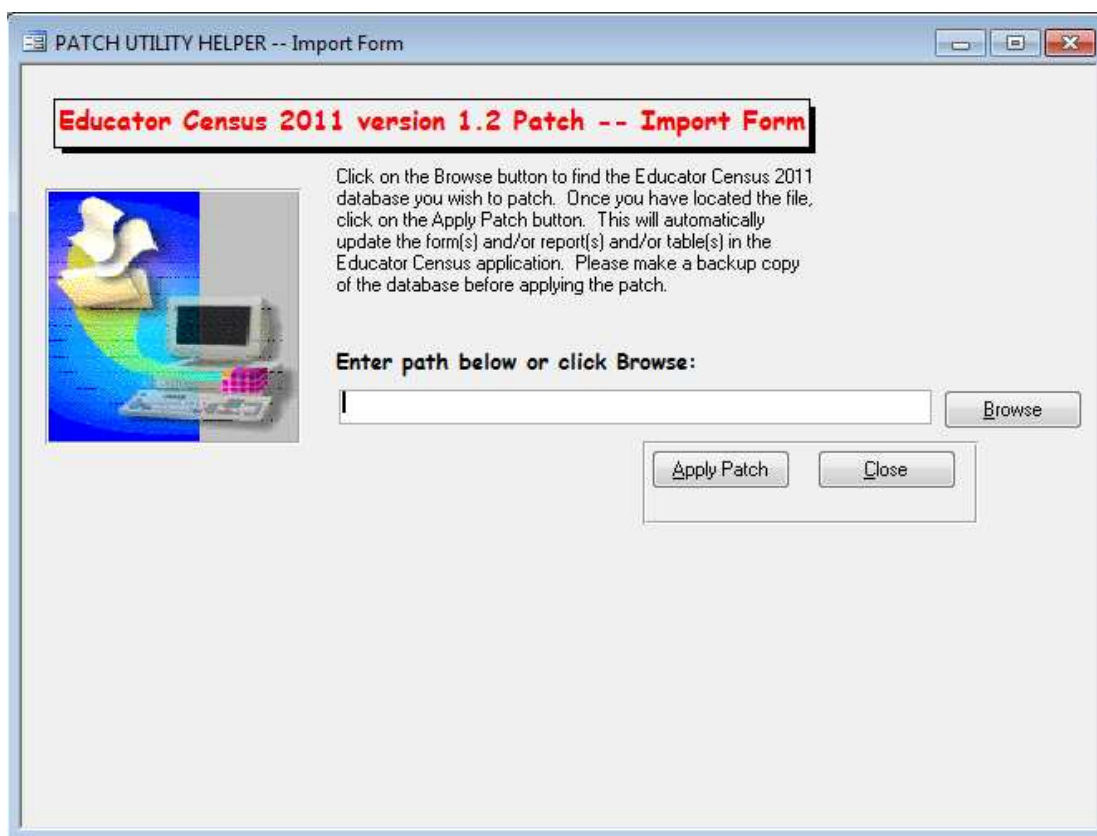 PATCH UTILITY HELPER -- Import Form
Educator Census 2011 version 1.2 Patch -- Import Form
Click on the Browse button to find the Educator Census 2011
database you wish to patch.  Once you have located the file,
click on the Apply Patch button.  This will automatically
update the form(s) and/or report(s) and/or table(s) in the
Educator Census application.  Please make a backup copy
of the database before applying the patch.
Enter path below or click Browse:
Browse
Apply Patch
Close